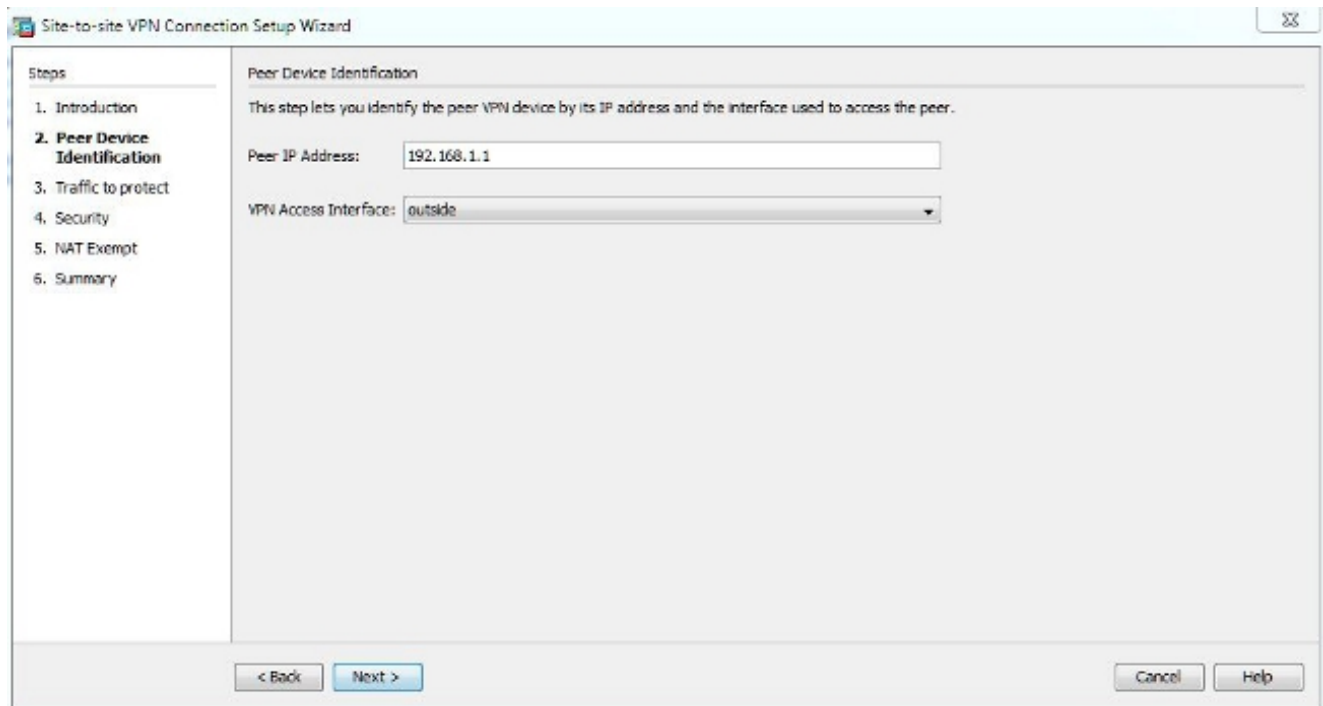 Site-to-site VPN Connection Setup Wizard
Steps
1. Introduction
2. Peer Device
Identification
3. Traffic to protect
4. Security
5. NAT Exempt
6. Summary
Peer Device Identification
This step lets you identify the peer VPN device by its IP address and the interface used to access the peer.
Peer IP Address: 192.168.1.1
VPN Access Interface: outside
< Back Next > Cancel Help